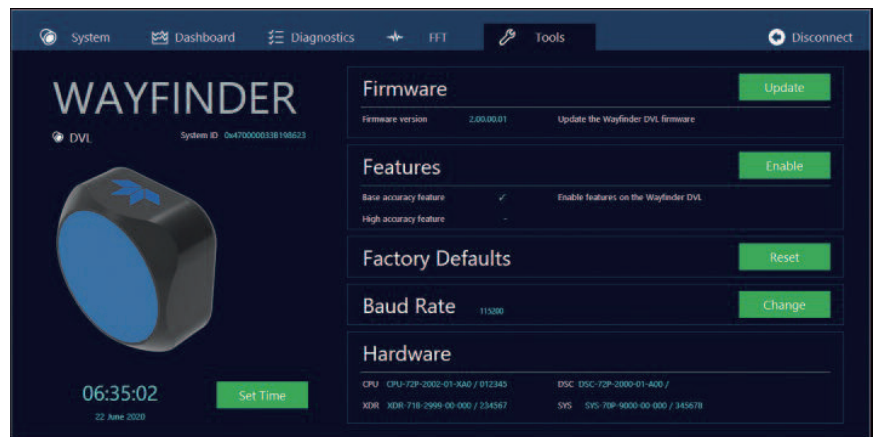 System Dashboard Diagnostics FFT Tools Disconnect
WAYFINDER
DVL System ID 0x470000033B198623
06:35:02
22 June 2020
Set Time
Firmware Update
Firmware version 2.00.00.01 Update the Wayfinder DVL firmware
Features Enable
Base accuracy feature ✓ Enable features on the Wayfinder DVL
High accuracy feature -
Factory Defaults Reset
Baud Rate 115200 Change
Hardware
CPU CPU-72P-2002-01-XA0 / 012345 DSC DSC-72P-2000-01-A00 /
XDR XDR-71B-2999-00-000 / 234567 SYS SYS-70P-9000-00-000 / 345678